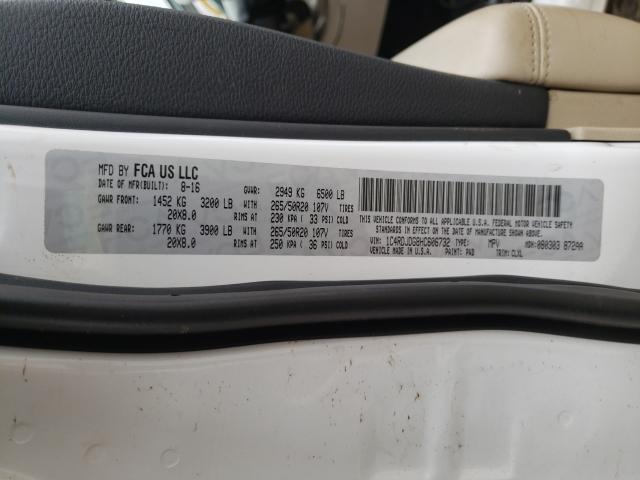 MFD BY FCA US LLC
DATE OF MFR(BUILT): 8-16 GVWR: 2949 KG 6500 LB
GAWR FRONT: 1452 KG 3200 LB WITH 265/50R20 107V TIRES
20X8.0 RIMS AT 230 KPA ( 33 PSI) COLD
GAWR REAR: 1770 KG 3900 LB WITH 265/50R20 107V TIRES
20X8.0 RIMS AT 250 KPA ( 36 PSI) COLD
THIS VEHICLE CONFORMS TO ALL APPLICABLE U.S.A. FEDERAL MOTOR VEHICLE SAFETY
STANDARDS IN EFFECT ON THE DATE OF MANUFACTURE SHOWN ABOVE.
VIN: 1C4RDJDG8HC606732 TYPE: MPV MDH: 080303 872AA
VEHICLE MADE IN U.S.A. PAINT: PAD TRIM: CLXL